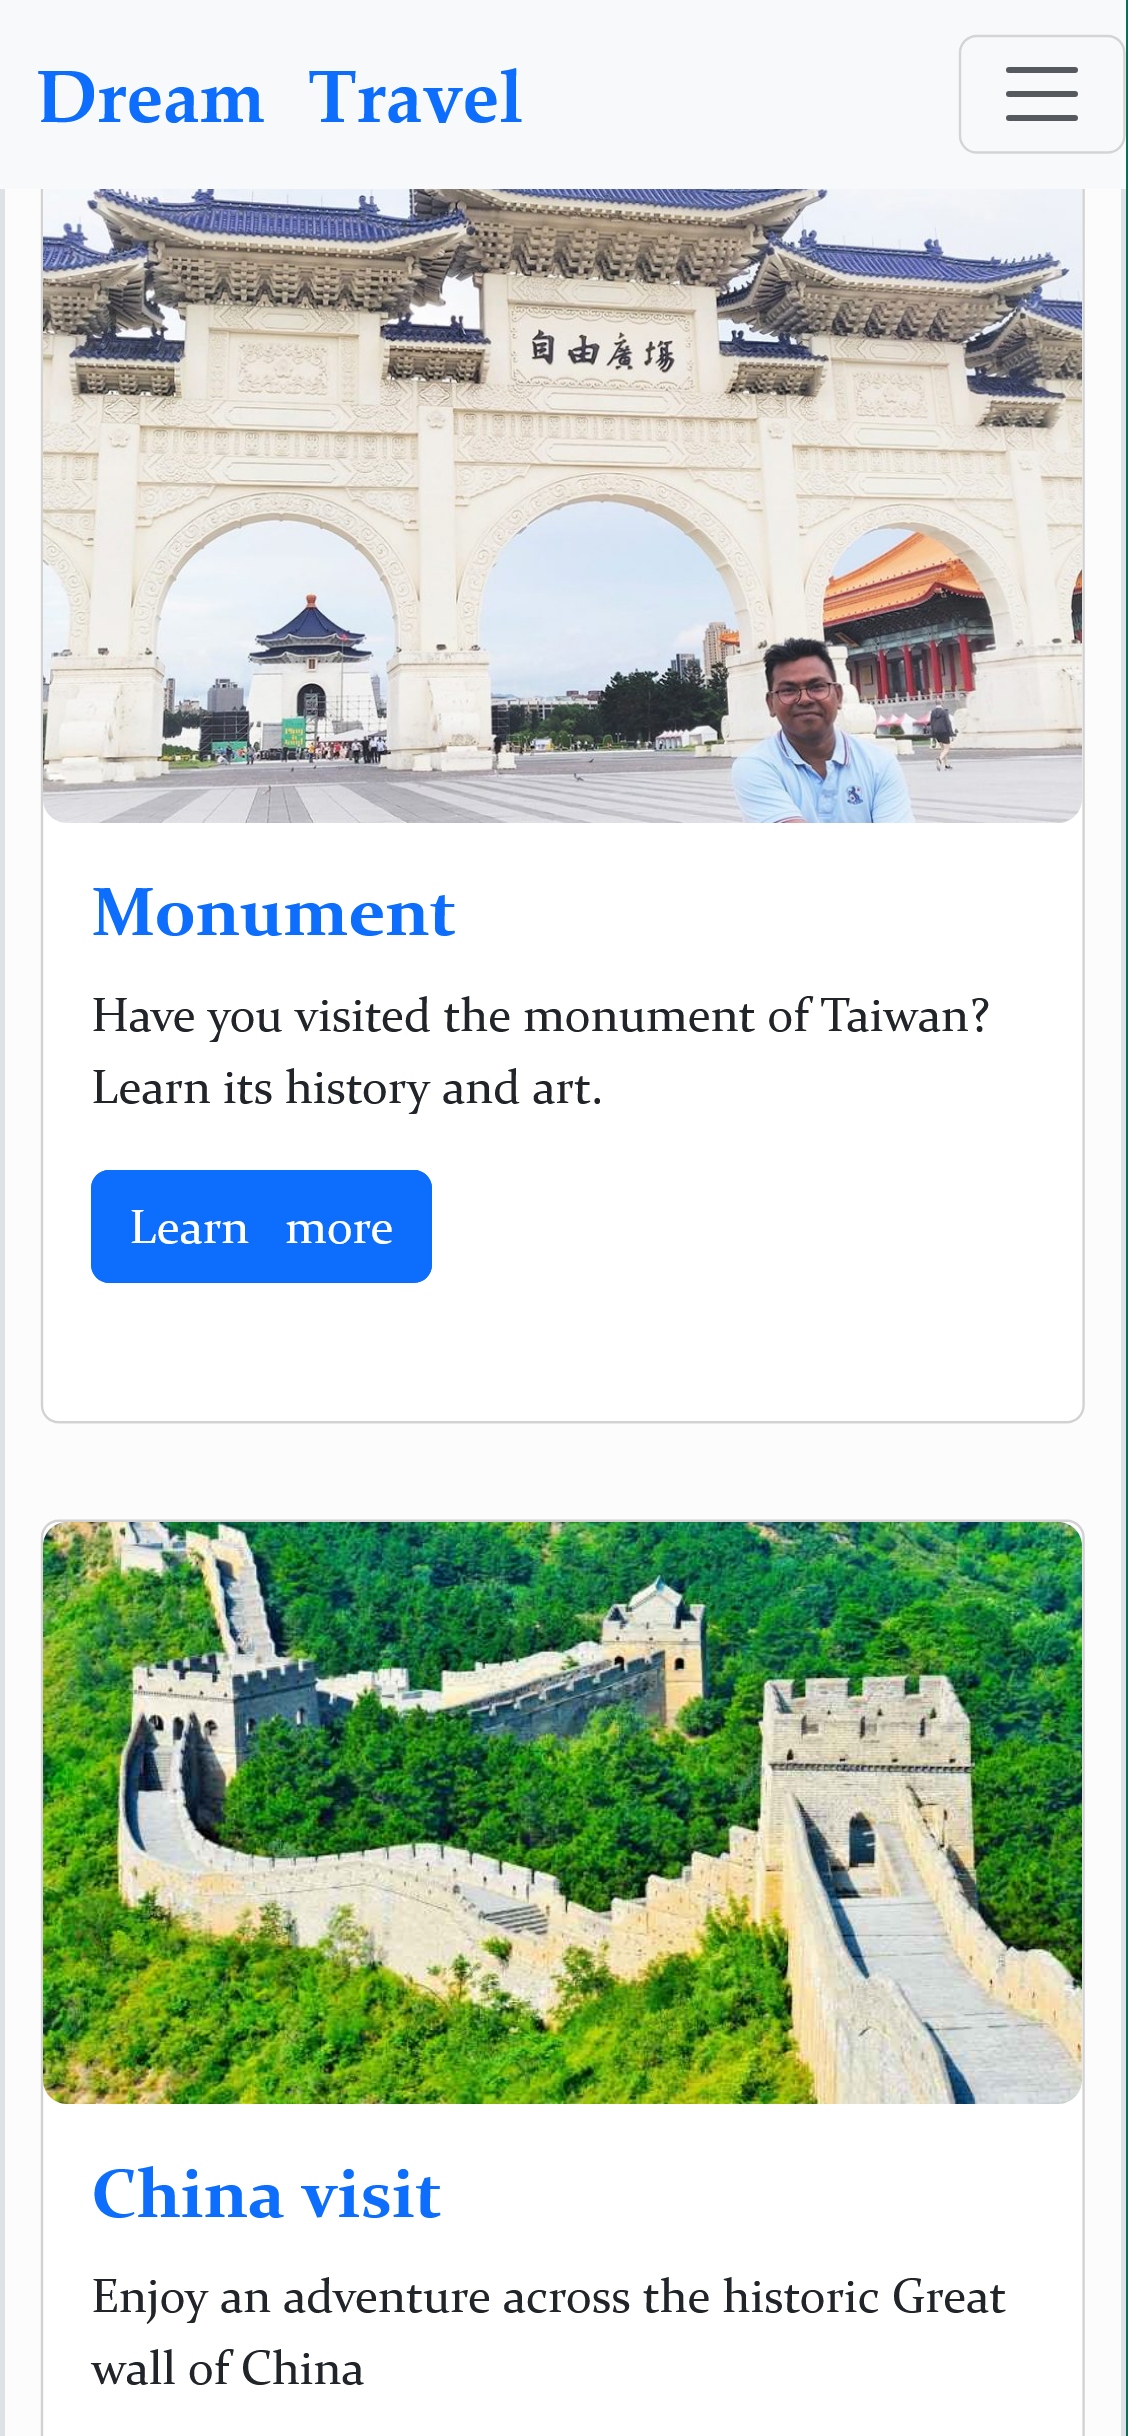 Dream Travel
自由廣場
Monument
Have you visited the monument of Taiwan?
Learn its history and art.
Learn more
China visit
Enjoy an adventure across the historic Great
wall of China